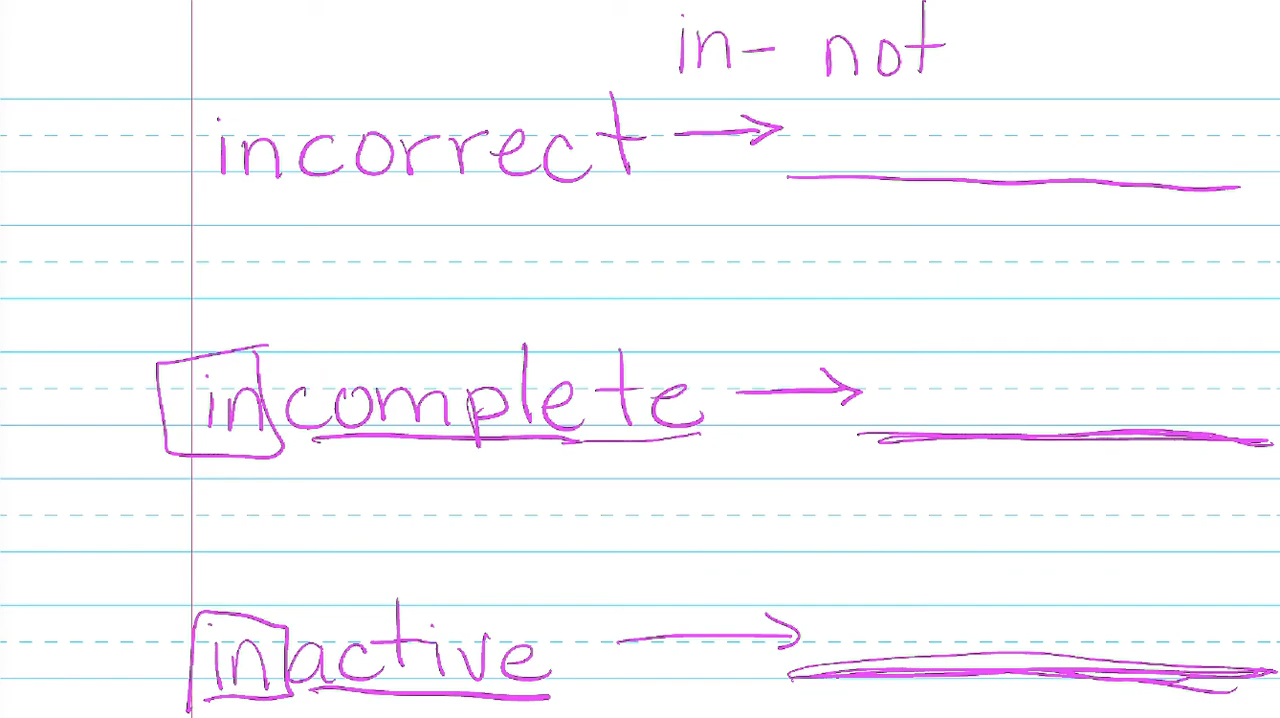 in- not
incorrect →
incomplete →
inactive →